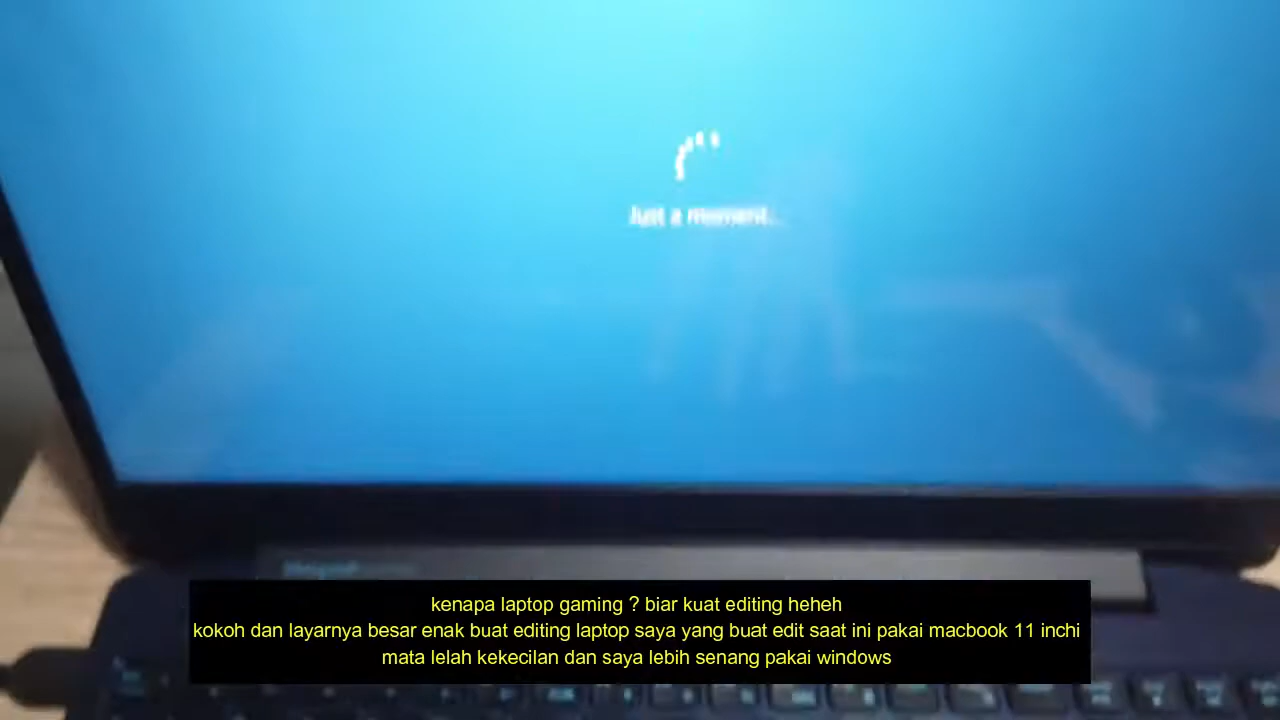 Just a moment...
kenapa laptop gaming ? biar kuat editing heheh
kokoh dan layarnya besar enak buat editing laptop saya yang buat edit saat ini pakai macbook 11 inchi
mata lelah kekecilan dan saya lebih senang pakai windows